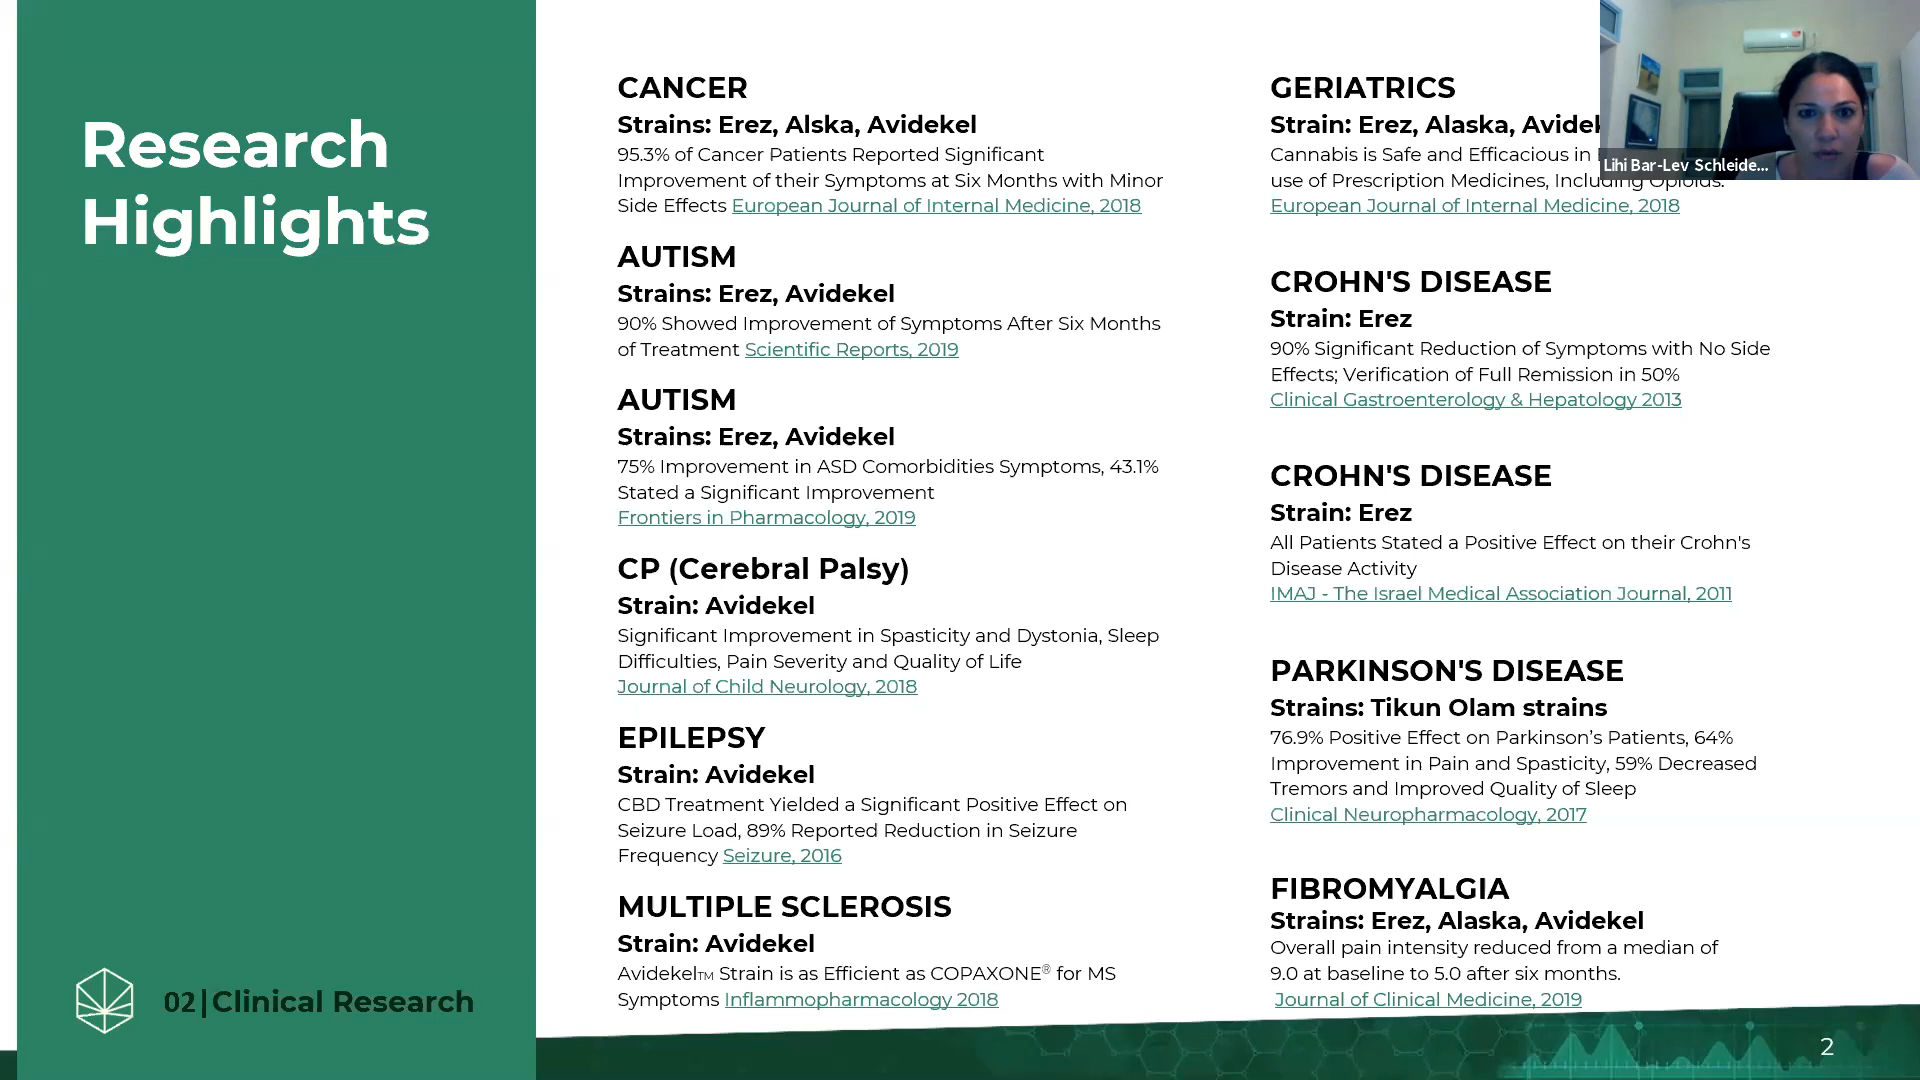 Research
Highlights
02|Clinical Research
CANCER
Strains: Erez, Alska, Avidekel
95.3% of Cancer Patients Reported Significant
Improvement of their Symptoms at Six Months with Minor
Side Effects European Journal of Internal Medicine, 2018
AUTISM
Strains: Erez, Avidekel
90% Showed Improvement of Symptoms After Six Months
of Treatment Scientific Reports, 2019
AUTISM
Strains: Erez, Avidekel
75% Improvement in ASD Comorbidities Symptoms, 43.1%
Stated a Significant Improvement
Frontiers in Pharmacology, 2019
CP (Cerebral Palsy)
Strain: Avidekel
Significant Improvement in Spasticity and Dystonia, Sleep
Difficulties, Pain Severity and Quality of Life
Journal of Child Neurology, 2018
EPILEPSY
Strain: Avidekel
CBD Treatment Yielded a Significant Positive Effect on
Seizure Load, 89% Reported Reduction in Seizure
Frequency Seizure, 2016
MULTIPLE SCLEROSIS
Strain: Avidekel
Avidekel™ Strain is as Efficient as COPAXONE® for MS
Symptoms Inflammopharmacology 2018
GERIATRICS
Strain: Erez, Alaska,
Cannabis is Safe and Efficacious in
use of Prescription Medicines, Including Opioids.
European Journal of Internal Medicine, 2018
CROHN'S DISEASE
Strain: Erez
90% Significant Reduction of Symptoms with No Side
Effects; Verification of Full Remission in 50%
Clinical Gastroenterology & Hepatology 2013
CROHN'S DISEASE
Strain: Erez
All Patients Stated a Positive Effect on their Crohn's
Disease Activity
IMAJ - The Israel Medical Association Journal, 2011
PARKINSON'S DISEASE
Strains: Tikun Olam strains
76.9% Positive Effect on Parkinson’s Patients, 64%
Improvement in Pain and Spasticity, 59% Decreased
Tremors and Improved Quality of Sleep
Clinical Neuropharmacology, 2017
FIBROMYALGIA
Strains: Erez, Alaska, Avidekel
Overall pain intensity reduced from a median of
9.0 at baseline to 5.0 after six months.
Journal of Clinical Medicine, 2019
Lihi Bar-Lev Schleide...
2